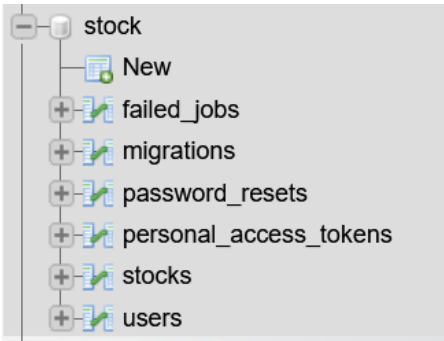 stock
New
failed_jobs
migrations
password_resets
personal_access_tokens
stocks
users